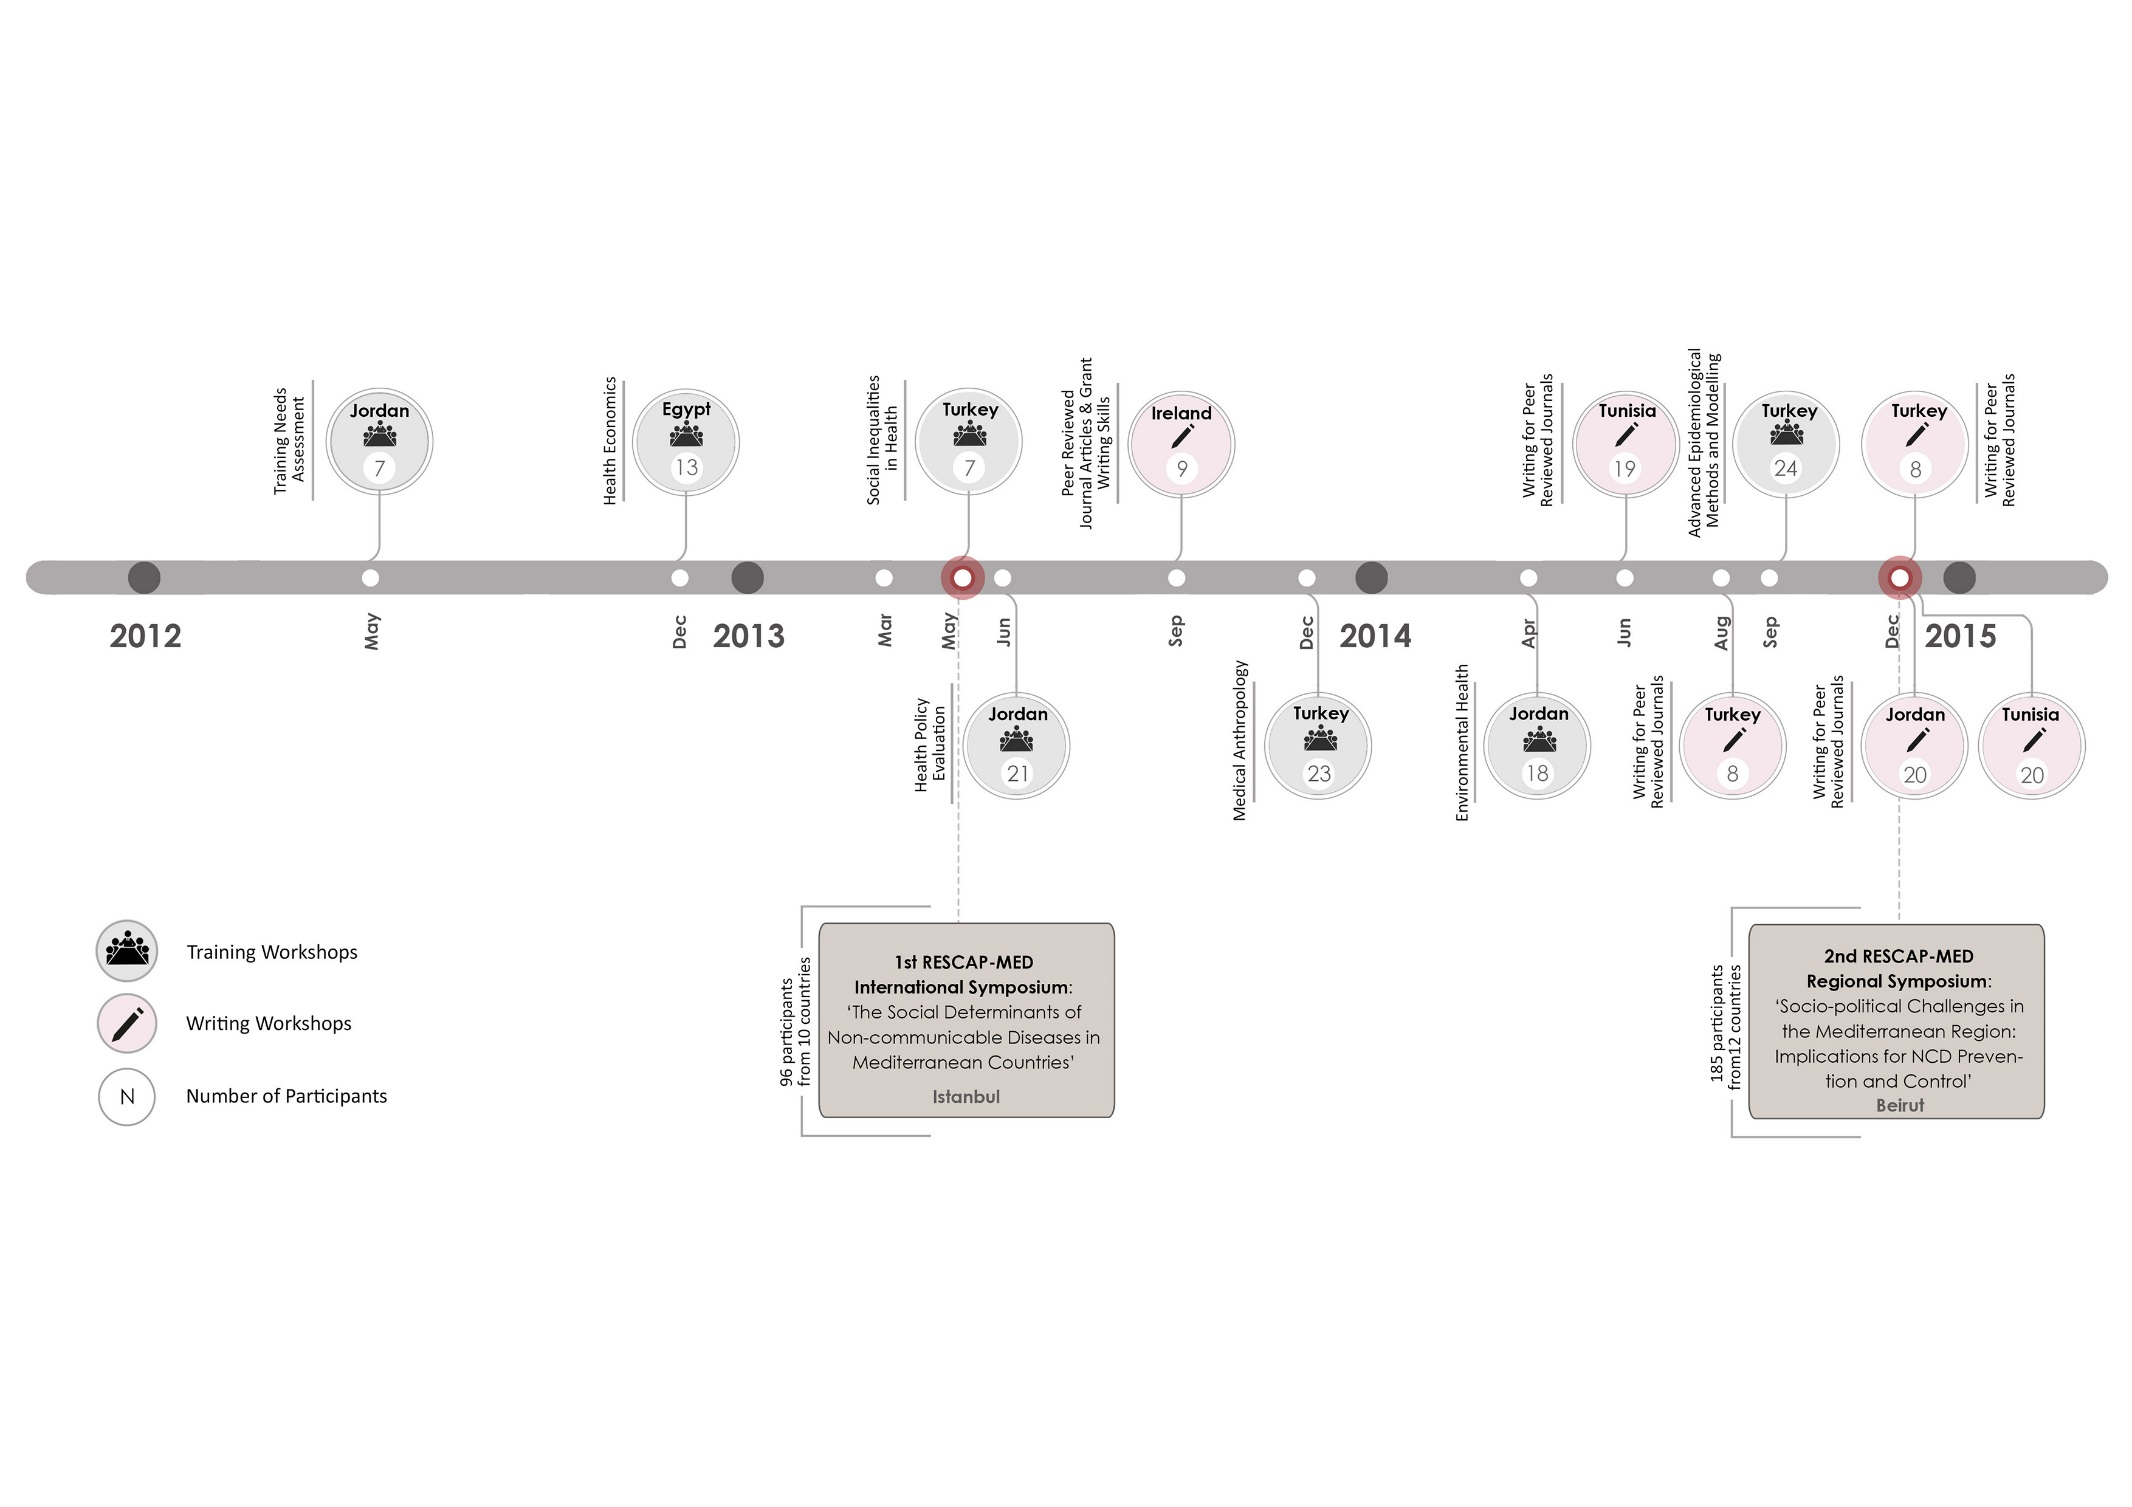 Training Needs
Assessment
Jordan
7
Health Economics
Egypt
13
Social Inequalities
in Health
Turkey
7
Peer Reviewed
Journal Articles & Grant
Writing Skills
Ireland
9
Writing for Peer
Reviewed Journals
Tunisia
19
Advanced Epidemiological
Methods and Modelling
Turkey
24
Turkey
8
Writing for Peer
Reviewed Journals
2012
May
Dec
2013
Mar
May
Jun
Sep
Dec
2014
Apr
Jun
Aug
Sep
Dec
2015
Health Policy
Evaluation
Jordan
21
Medical Anthropology
Turkey
23
Environmental Health
Jordan
18
Writing for Peer
Reviewed Journals
Turkey
8
Writing for Peer
Reviewed Journals
Jordan
20
Tunisia
20
Training Workshops
Writing Workshops
N
Number of Participants
96 participants
from 10 countries
1st RESCAP-MED
International Symposium:
‘The Social Determinants of
Non-communicable Diseases in
Mediterranean Countries’
Istanbul
185 participants
from12 countries
2nd RESCAP-MED
Regional Symposium:
‘Socio-political Challenges in
the Mediterranean Region:
Implications for NCD Preven-
tion and Control’
Beirut